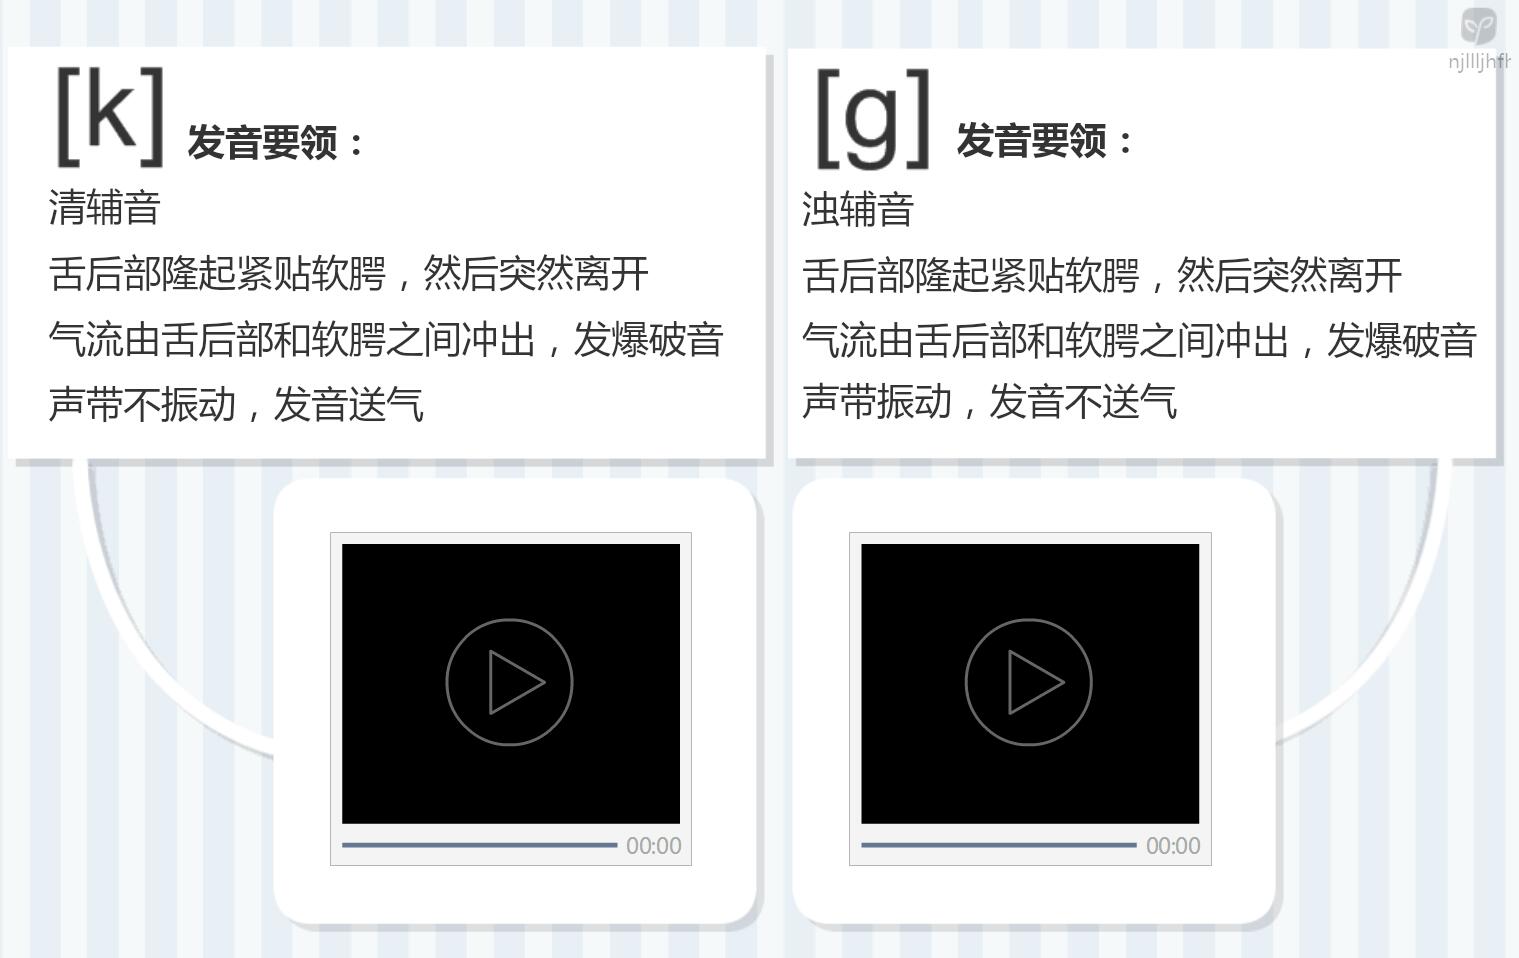 [k] 发音要领：
清辅音
舌后部隆起紧贴软腭，然后突然离开
气流由舌后部和软腭之间冲出，发爆破音
声带不振动，发音送气
00:00
[g] 发音要领：
浊辅音
舌后部隆起紧贴软腭，然后突然离开
气流由舌后部和软腭之间冲出，发爆破音
声带振动，发音不送气
00:00